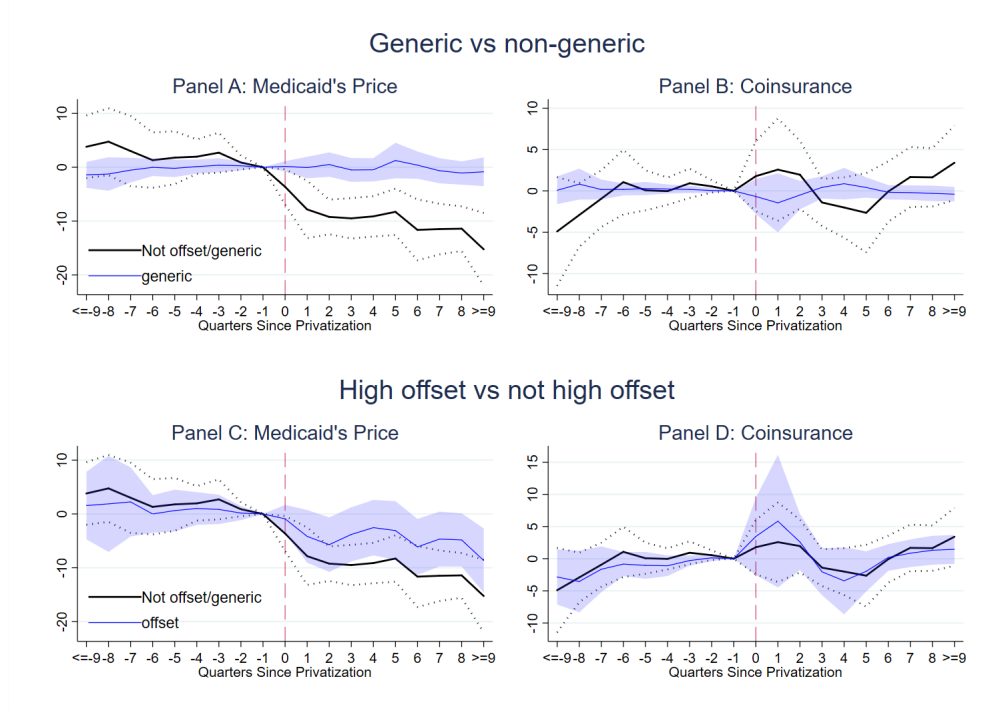 Generic vs non-generic
Panel A: Medicaid's Price
10
0
-10
-20
Not offset/generic
generic
<=-9 -8 -7 -6 -5 -4 -3 -2 -1 0 1 2 3 4 5 6 7 8 >=9
Quarters Since Privatization
Panel B: Coinsurance
10
5
0
-5
-10
<=-9 -8 -7 -6 -5 -4 -3 -2 -1 0 1 2 3 4 5 6 7 8 >=9
Quarters Since Privatization
High offset vs not high offset
Panel C: Medicaid's Price
10
0
-10
-20
Not offset/generic
offset
<=-9 -8 -7 -6 -5 -4 -3 -2 -1 0 1 2 3 4 5 6 7 8 >=9
Quarters Since Privatization
Panel D: Coinsurance
15
10
5
0
-5
-10
<=-9 -8 -7 -6 -5 -4 -3 -2 -1 0 1 2 3 4 5 6 7 8 >=9
Quarters Since Privatization